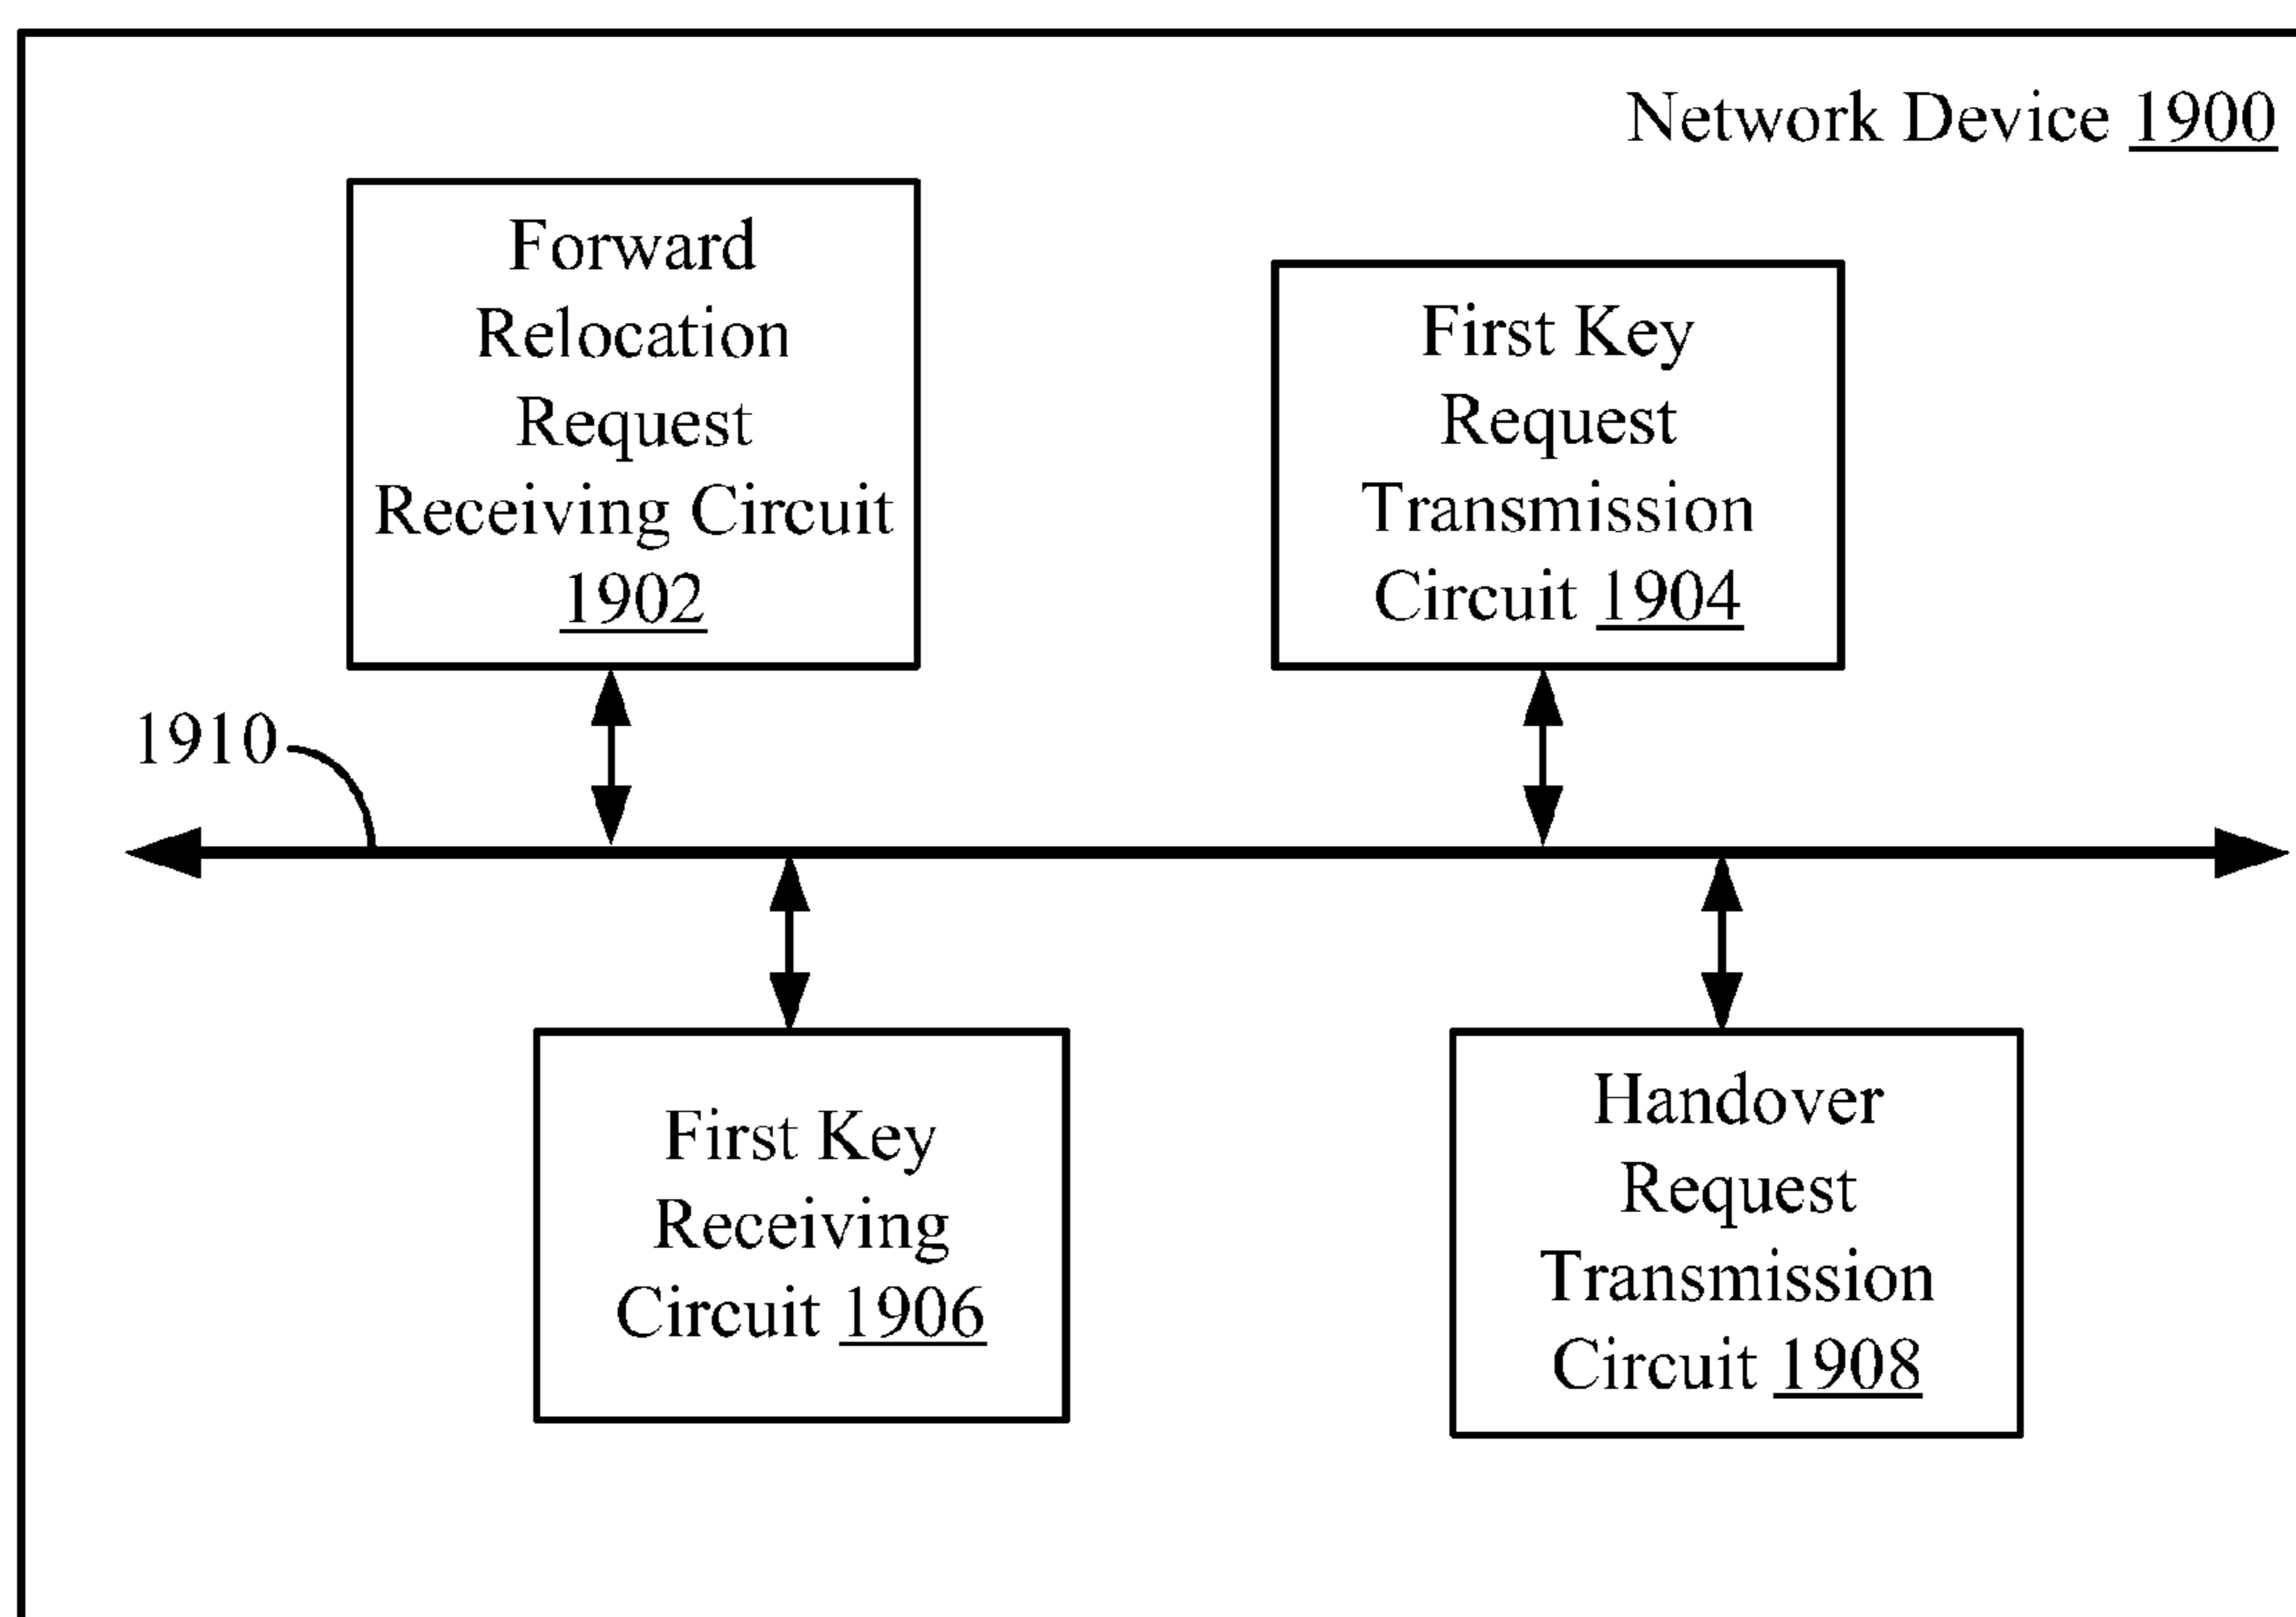 Network Device 1900
Forward
Relocation
Request
Receiving Circuit
1902
First Key
Request
Transmission
Circuit 1904
1910
First Key
Receiving
Circuit 1906
Handover
Request
Transmission
Circuit 1908